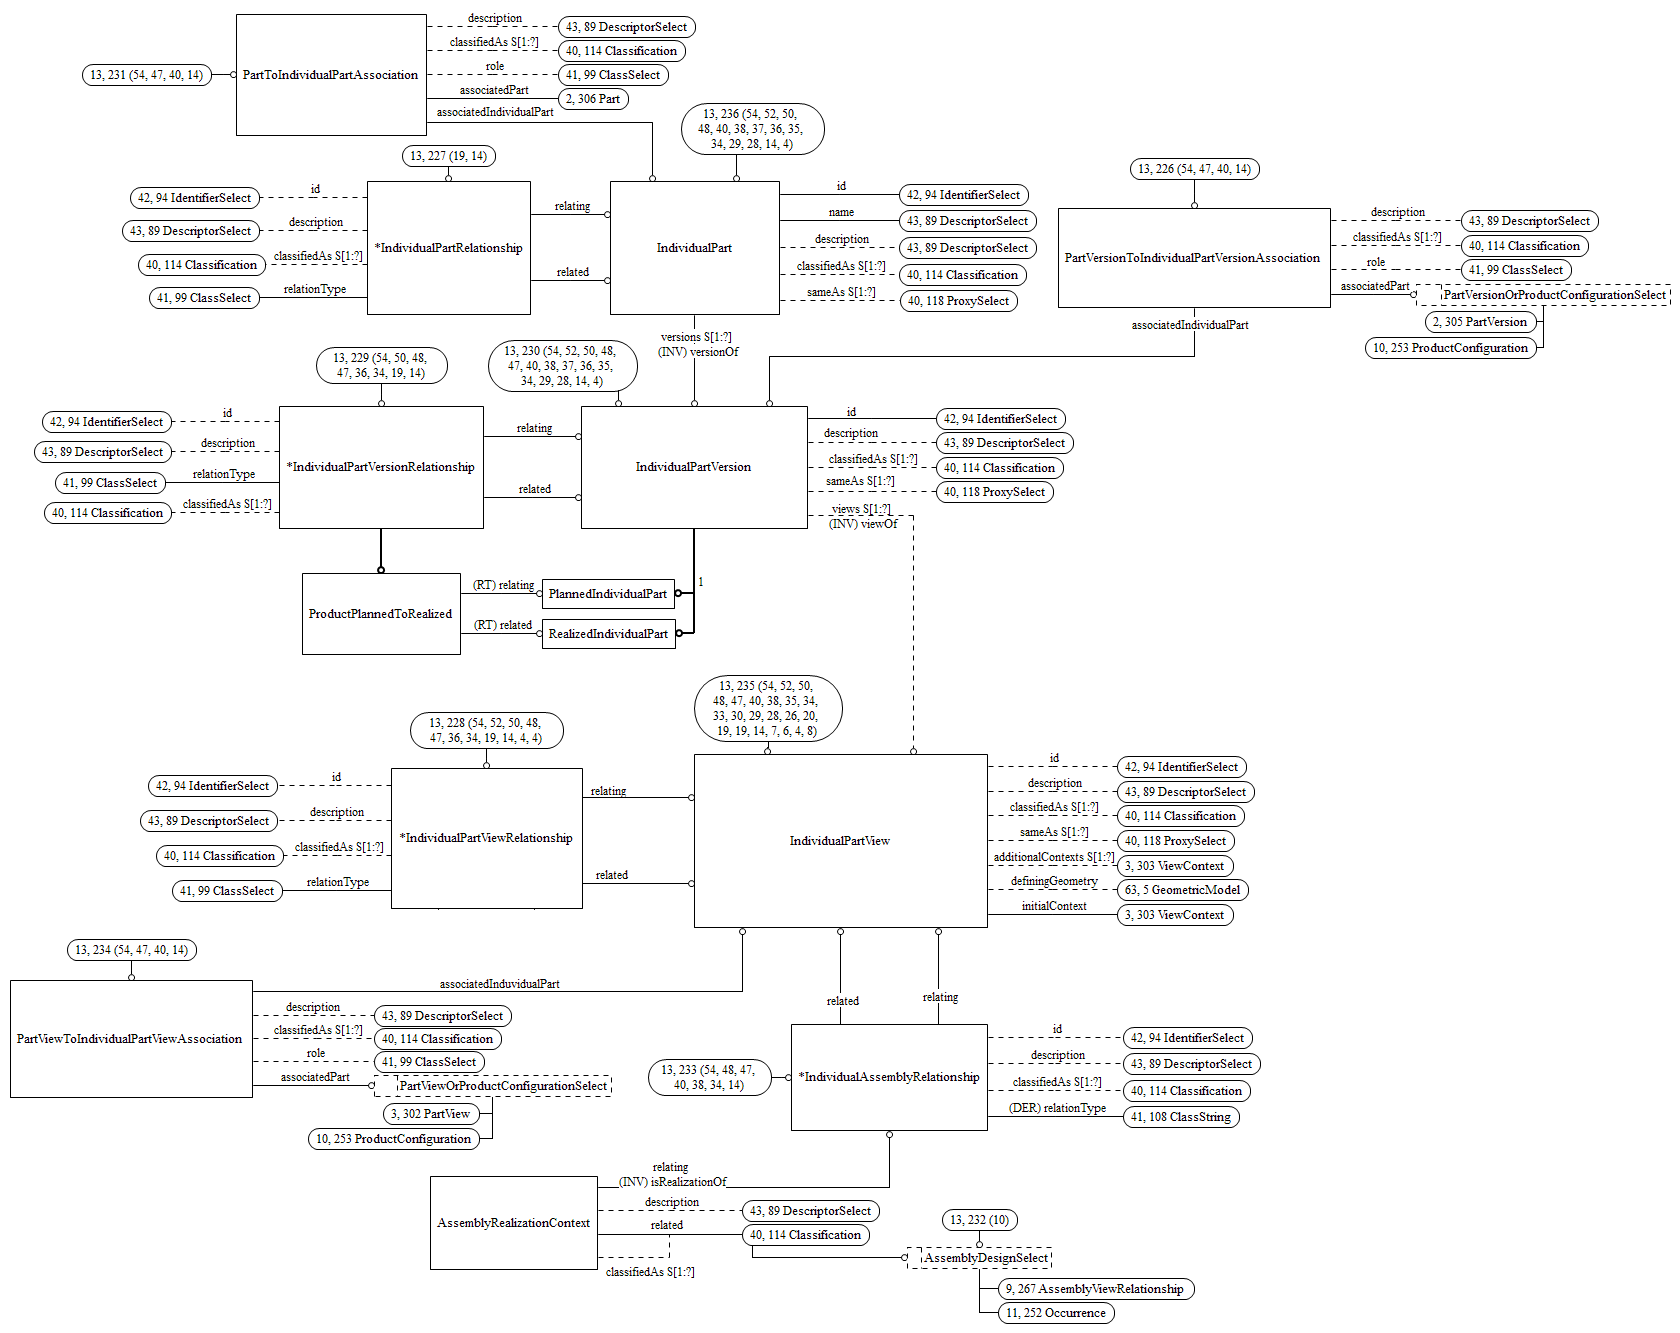 description
43, 89 DescriptorSelect
classifiedAs S[1:?]
40, 114 Classification
13, 231 (54, 47, 40, 14)
PartToIndividualPartAssociation
role
41, 99 ClassSelect
associatedPart
2, 306 Part
associatedIndividualPart
13, 236 (54, 52, 50,
48, 40, 38, 37, 36, 35,
34, 29, 28, 14, 4)
13, 227 (19, 14)
13, 226 (54, 47, 40, 14)
id
42, 94 IdentifierSelect
description
43, 89 DescriptorSelect
classifiedAs S[1:?]
40, 114 Classification
relationType
41, 99 ClassSelect
*IndividualPartRelationship
relating
related
IndividualPart
id
42, 94 IdentifierSelect
name
43, 89 DescriptorSelect
description
43, 89 DescriptorSelect
classifiedAs S[1:?]
40, 114 Classification
sameAs S[1:?]
40, 118 ProxySelect
PartVersionToIndividualPartVersionAssociation
description
43, 89 DescriptorSelect
classifiedAs S[1:?]
40, 114 Classification
role
41, 99 ClassSelect
associatedPart
PartVersionOrProductConfigurationSelect
2, 305 PartVersion
10, 253 ProductConfiguration
associatedIndividualPart
versions S[1:?]
(INV) versionOf
13, 229 (54, 50, 48,
47, 36, 34, 19, 14)
13, 230 (54, 52, 50, 48,
47, 40, 38, 37, 36, 35,
34, 29, 28, 14, 4)
id
42, 94 IdentifierSelect
description
43, 89 DescriptorSelect
relationType
41, 99 ClassSelect
classifiedAs S[1:?]
40, 114 Classification
*IndividualPartVersionRelationship
relating
related
IndividualPartVersion
id
42, 94 IdentifierSelect
description
43, 89 DescriptorSelect
classifiedAs S[1:?]
40, 114 Classification
sameAs S[1:?]
40, 118 ProxySelect
views S[1:?]
(INV) viewOf
ProductPlannedToRealized
(RT) relating
PlannedIndividualPart
1
(RT) related
RealizedIndividualPart
13, 235 (54, 52, 50,
48, 47, 40, 38, 35, 34,
33, 30, 29, 28, 26, 20,
19, 19, 14, 7, 6, 4, 8)
13, 228 (54, 52, 50, 48,
47, 36, 34, 19, 14, 4, 4)
id
42, 94 IdentifierSelect
description
43, 89 DescriptorSelect
classifiedAs S[1:?]
40, 114 Classification
relationType
41, 99 ClassSelect
*IndividualPartViewRelationship
relating
related
IndividualPartView
id
42, 94 IdentifierSelect
description
43, 89 DescriptorSelect
classifiedAs S[1:?]
40, 114 Classification
sameAs S[1:?]
40, 118 ProxySelect
additionalContexts S[1:?]
3, 303 ViewContext
definingGeometry
63, 5 GeometricModel
initialContext
3, 303 ViewContext
13, 234 (54, 47, 40, 14)
associatedInduvidualPart
PartViewToIndividualPartViewAssociation
description
43, 89 DescriptorSelect
classifiedAs S[1:?]
40, 114 Classification
role
41, 99 ClassSelect
associatedPart
PartViewOrProductConfigurationSelect
3, 302 PartView
10, 253 ProductConfiguration
related
relating
13, 233 (54, 48, 47,
40, 38, 34, 14)
*IndividualAssemblyRelationship
id
42, 94 IdentifierSelect
description
43, 89 DescriptorSelect
classifiedAs S[1:?]
40, 114 Classification
(DER) relationType
41, 108 ClassString
relating
(INV) isRealizationOf
AssemblyRealizationContext
description
43, 89 DescriptorSelect
related
40, 114 Classification
classifiedAs S[1:?]
13, 232 (10)
AssemblyDesignSelect
9, 267 AssemblyViewRelationship
11, 252 Occurrence